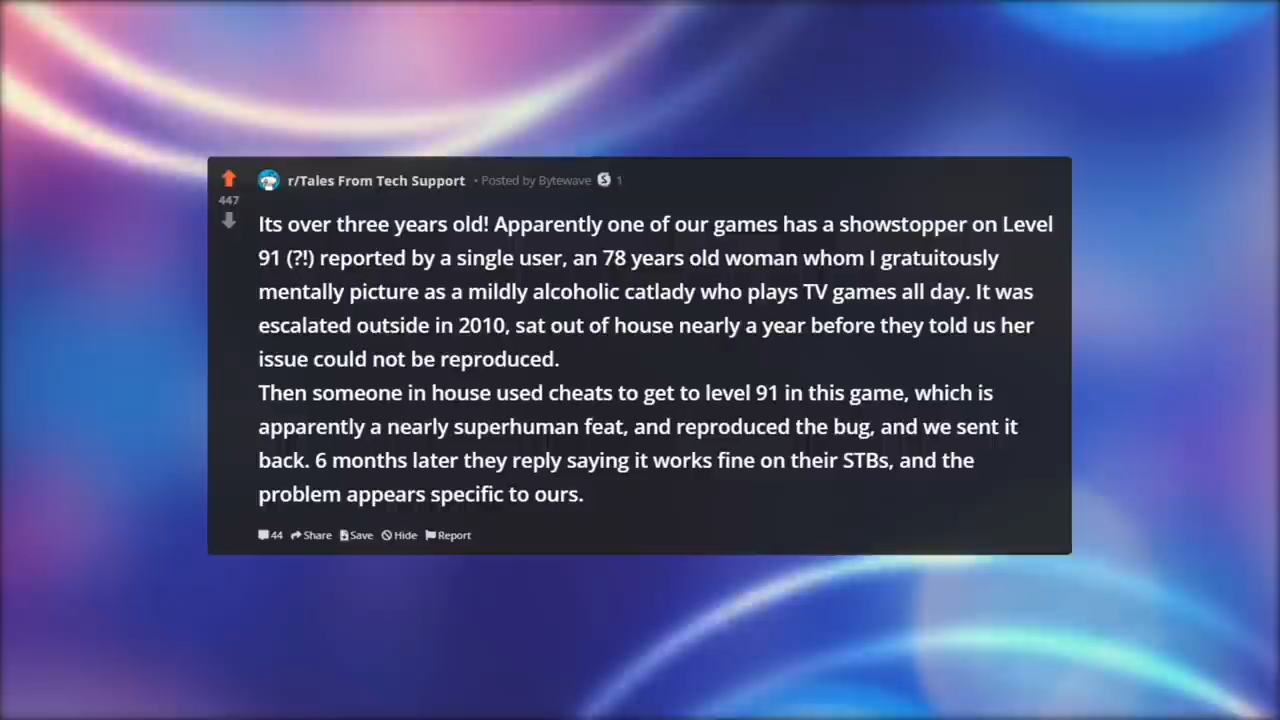 r/Tales From Tech Support · Posted by Bytewave 1
447
Its over three years old! Apparently one of our games has a showstopper on Level
91 (?!) reported by a single user, an 78 years old woman whom I gratuitously
mentally picture as a mildly alcoholic catlady who plays TV games all day. It was
escalated outside in 2010, sat out of house nearly a year before they told us her
issue could not be reproduced.
Then someone in house used cheats to get to level 91 in this game, which is
apparently a nearly superhuman feat, and reproduced the bug, and we sent it
back. 6 months later they reply saying it works fine on their STBs, and the
problem appears specific to ours.
44 Share Save Hide Report